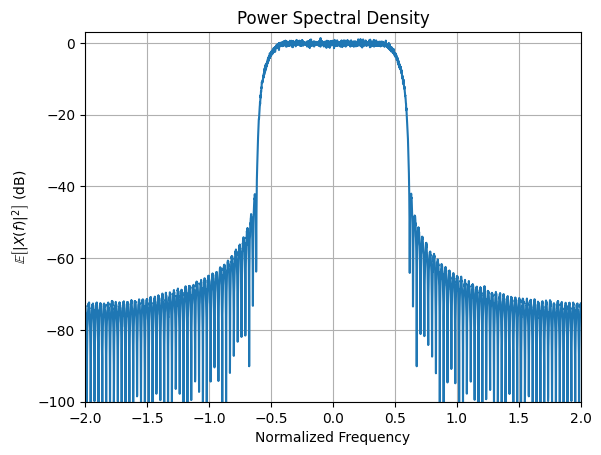 Power Spectral Density
𝔼[|X(f)|²] (dB)
0
−20
−40
−60
−80
−100
−2.0 −1.5 −1.0 −0.5 0.0 0.5 1.0 1.5 2.0
Normalized Frequency